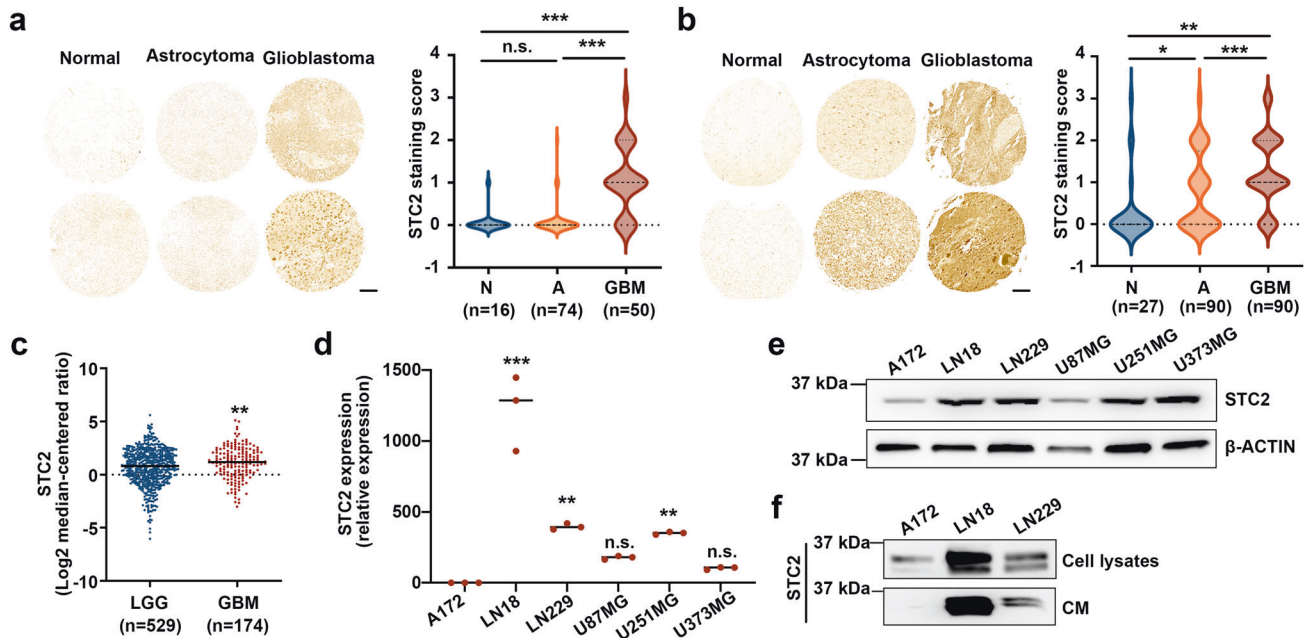 a
Normal Astrocytoma Glioblastoma
STC2 staining score
4
3
2
1
0
-1
***
n.s. ***
N A GBM
(n=16) (n=74) (n=50)
b
Normal Astrocytoma Glioblastoma
STC2 staining score
4
3
2
1
0
-1
**
* ***
N A GBM
(n=27) (n=90) (n=90)
c
STC2
(Log2 median-centered ratio)
10
5
0
-5
-10
**
LGG GBM
(n=529) (n=174)
d
STC2 expression
(relative expression)
1500
1000
500
0
***
**
n.s.
**
n.s.
A172 LN18 LN229 U87MG U251MG U373MG
e
A172 LN18 LN229 U87MG U251MG U373MG
37 kDa
STC2
37 kDa
β-ACTIN
f
A172 LN18 LN229
STC2
37 kDa
Cell lysates
37 kDa
CM